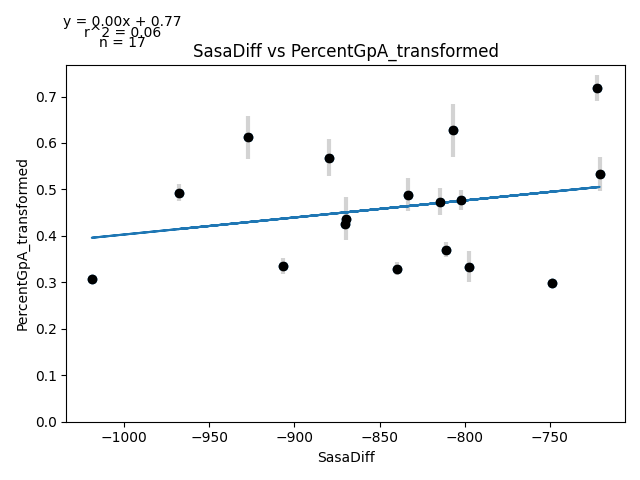 y = 0.00x + 0.77
r^2 = 0.06
n = 17
SasaDiff vs PercentGpA_transformed
PercentGpA_transformed
0.7
0.6
0.5
0.4
0.3
0.2
0.1
0.0
−1000 −950 −900 −850 −800 −750
SasaDiff